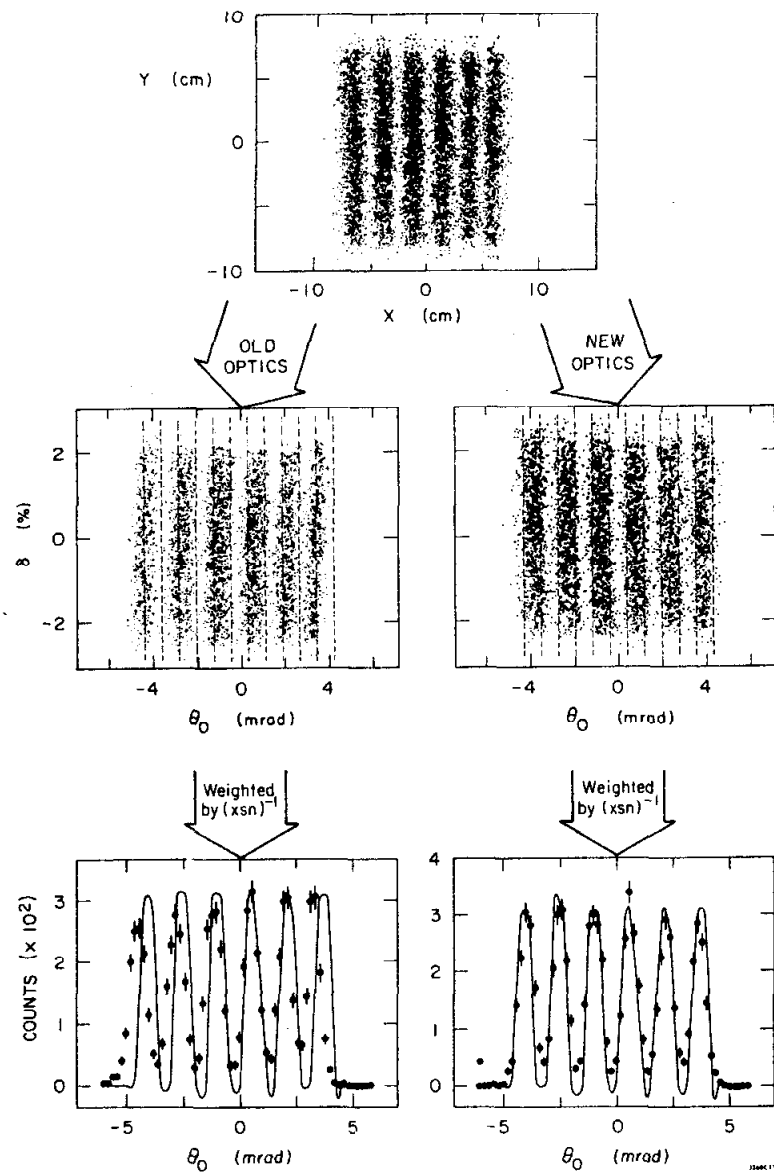 10
Y (cm)
0
-10
-10 0 10
X (cm)
OLD
OPTICS
NEW
OPTICS
2
δ (%)
0
-2
-4 0 4
θ0 (mrad)
-4 0 4
θ0 (mrad)
Weighted
by (xsn)⁻¹
Weighted
by (xsn)⁻¹
3
2
1
0
COUNTS (× 10²)
-5 0 5
θ0 (mrad)
4
3
2
1
0
-5 0 5
θ0 (mrad)